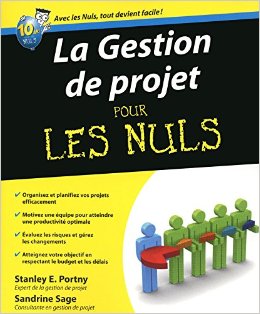 Avec les Nuls, tout devient facile !
10
La Gestion
de projet
POUR
LES NULS
Organisez et planifiez vos projets
efficacement
Motivez une équipe pour atteindre
une productivité optimale
Évaluez les risques et gérez
les changements
Atteignez votre objectif en
respectant le budget et les délais
Stanley E. Portny
Expert de la gestion de projet
Sandrine Sage
Consultante en gestion de projet